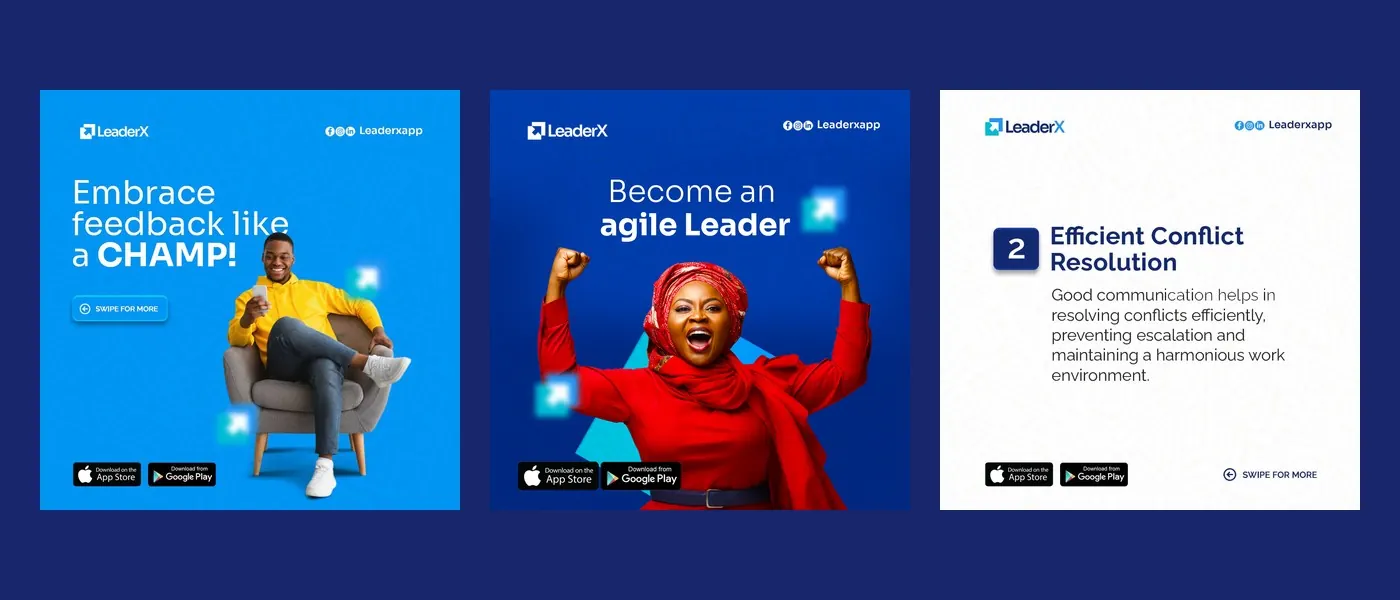 LeaderX
Leaderxapp
Embrace
feedback like
a CHAMP!
SWIPE FOR MORE
Download on the
App Store
Download from
Google Play
LeaderX
Leaderxapp
Become an
agile Leader
Download on the
App Store
Download from
Google Play
LeaderX
Leaderxapp
2
Efficient Conflict
Resolution
Good communication helps in
resolving conflicts efficiently,
preventing escalation and
maintaining a harmonious work
environment.
Download on the
App Store
Download from
Google Play
SWIPE FOR MORE